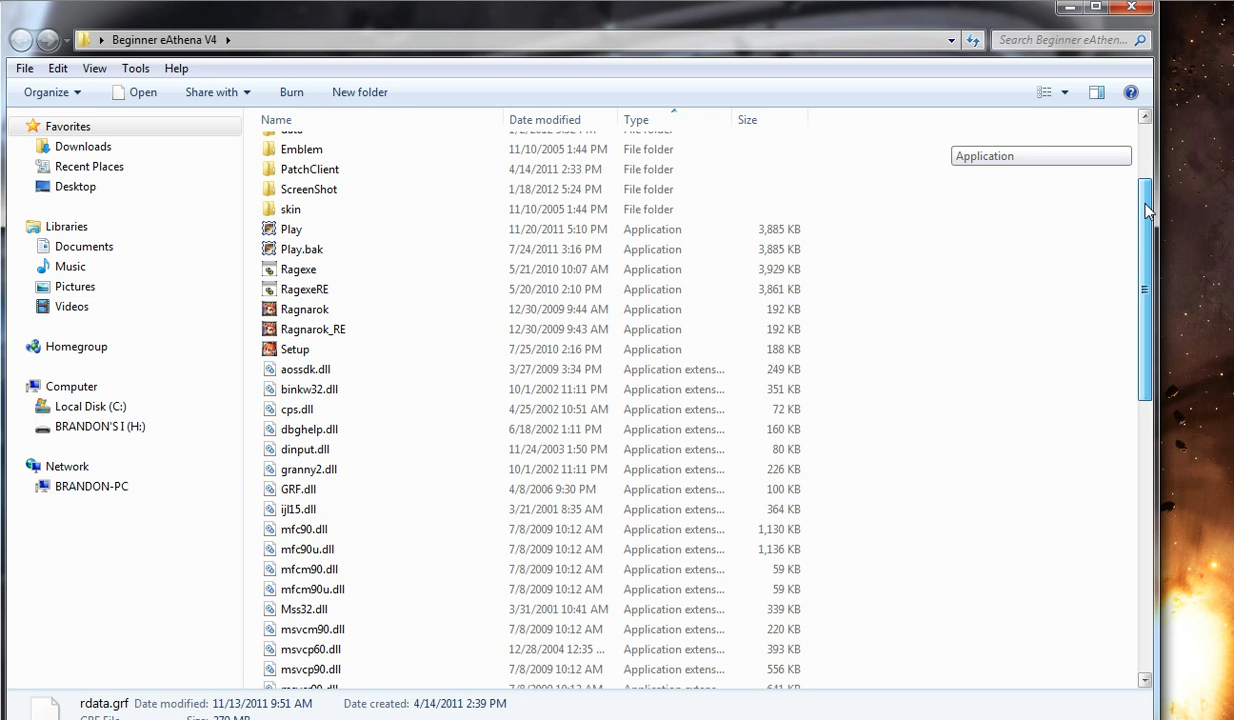 Beginner eAthena V4
Search Beginner eAthen...
File Edit View Tools Help
Organize Open Share with Burn New folder
Name Date modified Type Size
Favorites
Downloads
Recent Places
Desktop
Libraries
Documents
Music
Pictures
Videos
Homegroup
Computer
Local Disk (C:)
BRANDON'S I (H:)
Network
BRANDON-PC
data 1/2/2012 5:52 PM File folder
Emblem 11/10/2005 1:44 PM File folder
PatchClient 4/14/2011 2:33 PM File folder
ScreenShot 1/18/2012 5:24 PM File folder
skin 11/10/2005 1:44 PM File folder
Play 11/20/2011 5:10 PM Application 3,885 KB
Play.bak 7/24/2011 3:16 PM Application 3,885 KB
Ragexe 5/21/2010 10:07 AM Application 3,929 KB
RagexeRE 5/20/2010 2:10 PM Application 3,861 KB
Ragnarok 12/30/2009 9:44 AM Application 192 KB
Ragnarok_RE 12/30/2009 9:43 AM Application 192 KB
Setup 7/25/2010 2:16 PM Application 188 KB
aossdk.dll 3/27/2009 3:34 PM Application extens... 249 KB
binkw32.dll 10/1/2002 11:11 PM Application extens... 351 KB
cps.dll 4/25/2002 10:51 AM Application extens... 72 KB
dbghelp.dll 6/18/2002 1:11 PM Application extens... 160 KB
dinput.dll 11/24/2003 1:50 PM Application extens... 80 KB
granny2.dll 10/1/2002 11:11 PM Application extens... 226 KB
GRF.dll 4/8/2006 9:30 PM Application extens... 100 KB
ijl15.dll 3/21/2001 8:35 AM Application extens... 364 KB
mfc90.dll 7/8/2009 10:12 AM Application extens... 1,130 KB
mfc90u.dll 7/8/2009 10:12 AM Application extens... 1,136 KB
mfcm90.dll 7/8/2009 10:12 AM Application extens... 59 KB
mfcm90u.dll 7/8/2009 10:12 AM Application extens... 59 KB
Mss32.dll 3/31/2001 10:41 AM Application extens... 339 KB
msvcm90.dll 7/8/2009 10:12 AM Application extens... 220 KB
msvcp60.dll 12/28/2004 12:35 ... Application extens... 393 KB
msvcp90.dll 7/8/2009 10:12 AM Application extens... 556 KB
Application
rdata.grf Date modified: 11/13/2011 9:51 AM Date created: 4/14/2011 2:39 PM
GRF File Size: 270 MB